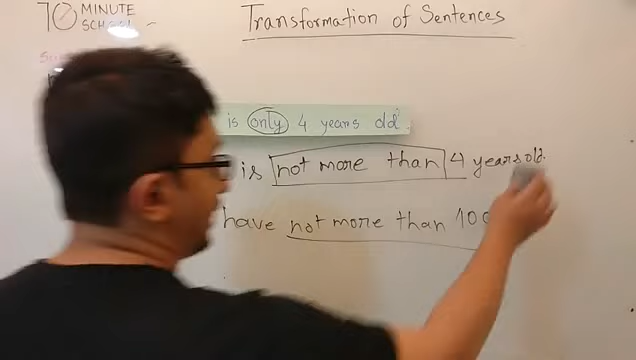 10 MINUTE
SCHOOL
Transformation of Sentences
is only 4 years old.
is not more than 4 years old.
have not more than 100